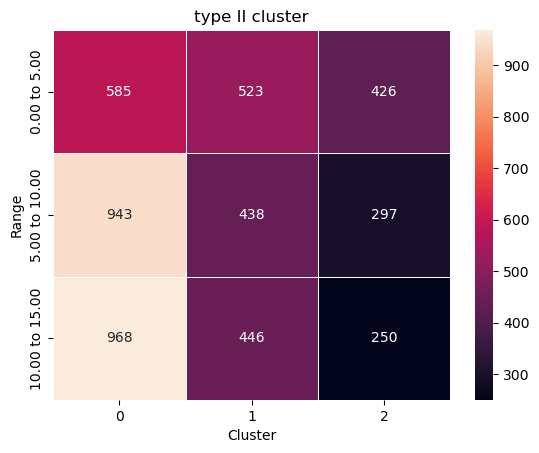 type II cluster
Range
0.00 to 5.00
585 523 426
5.00 to 10.00
943 438 297
10.00 to 15.00
968 446 250
0 1 2
Cluster
900
800
700
600
500
400
300